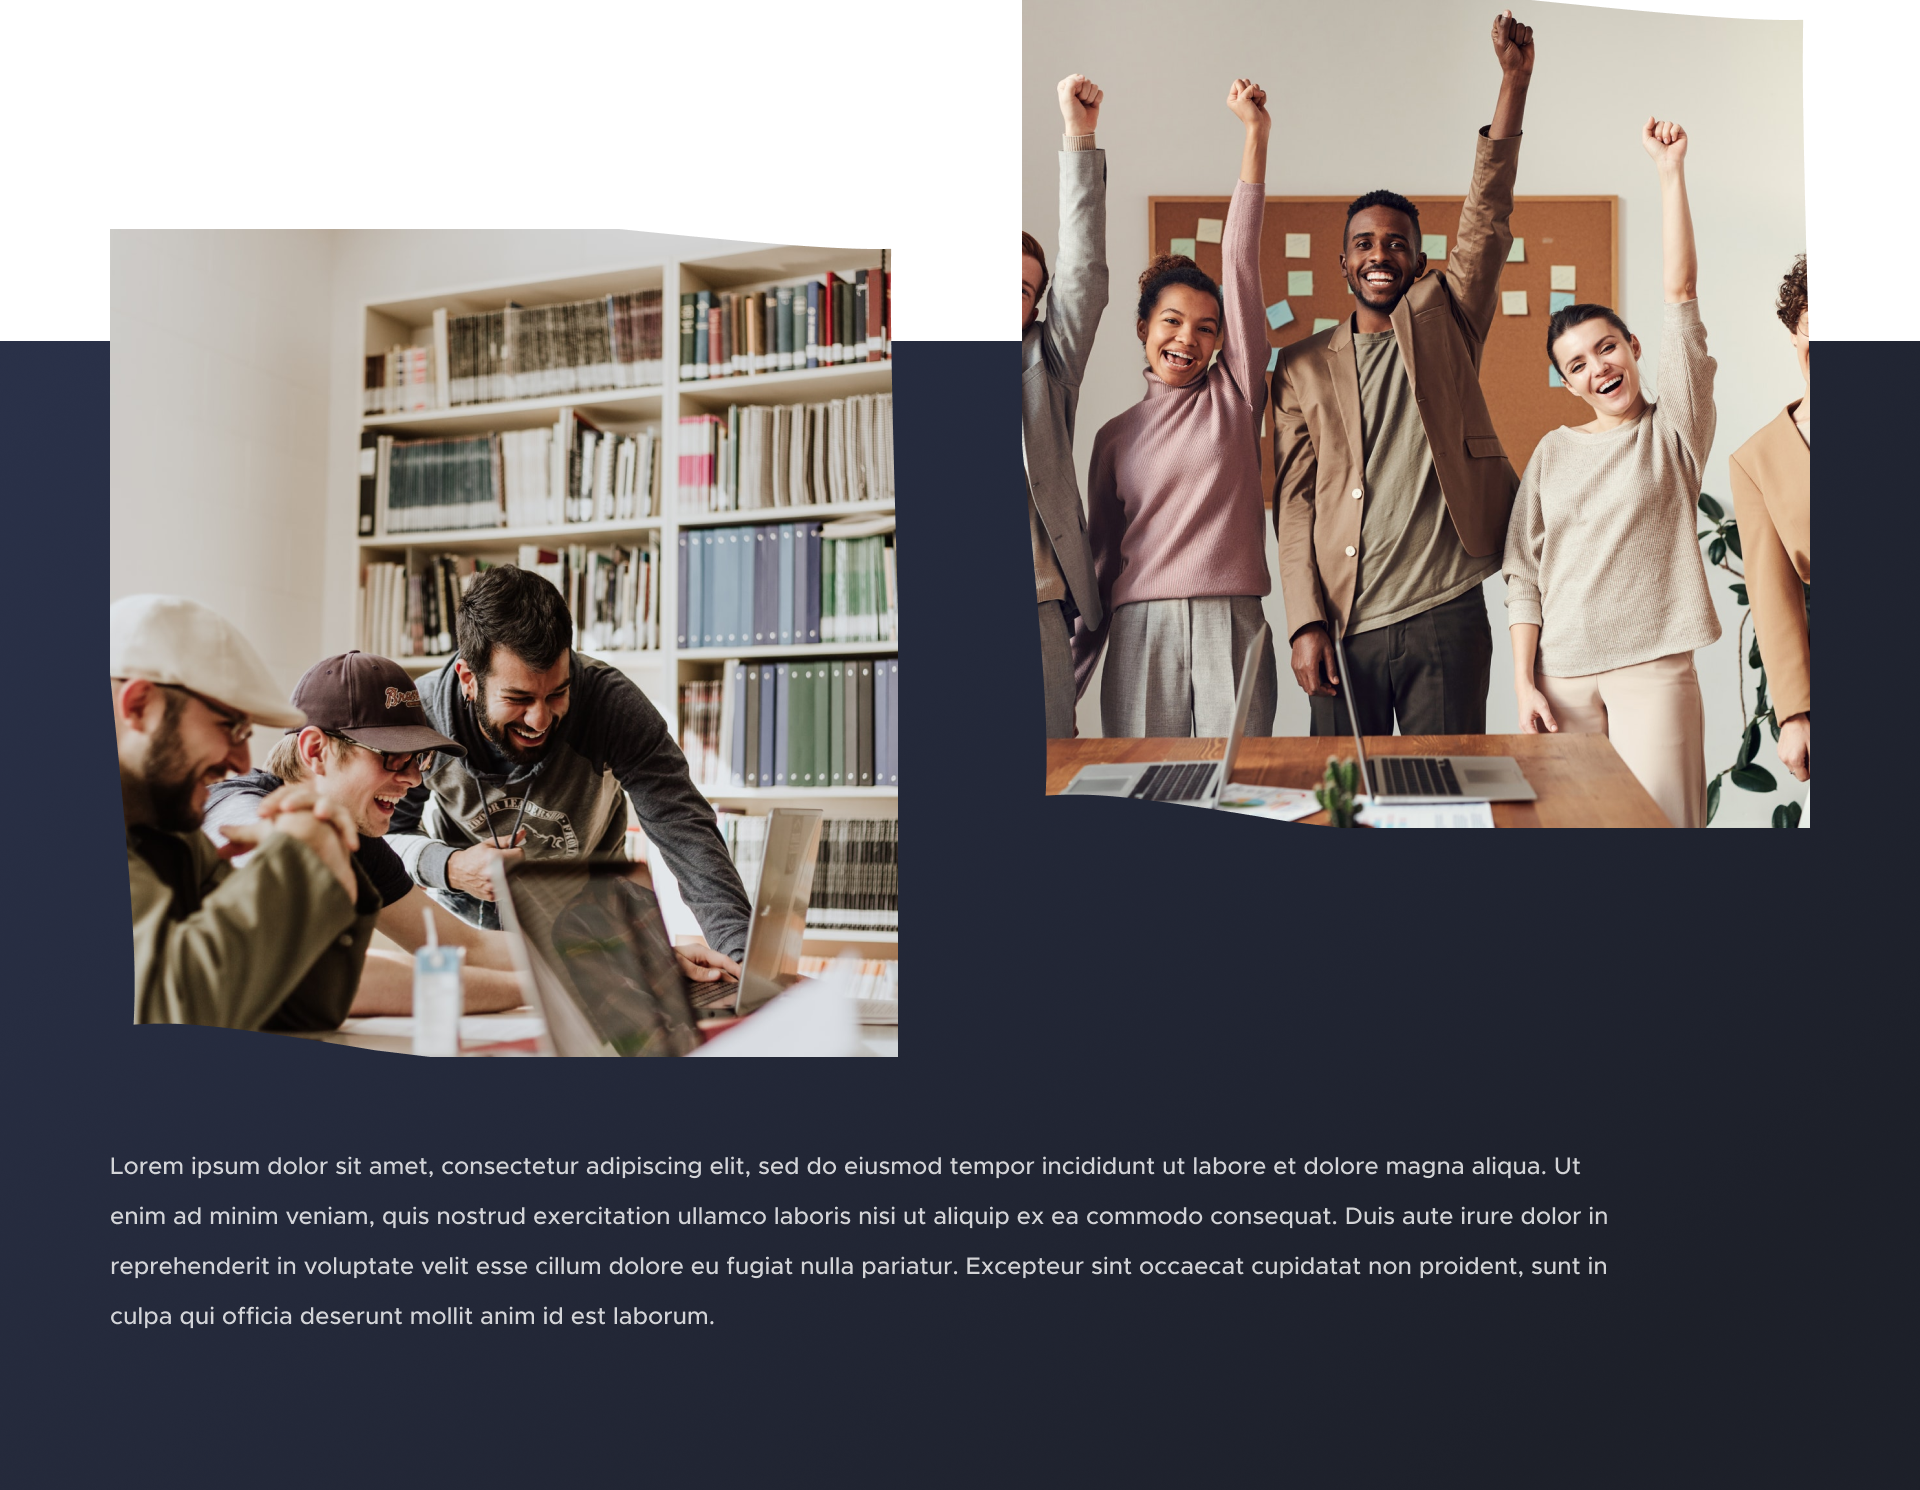 Lorem ipsum dolor sit amet, consectetur adipiscing elit, sed do eiusmod tempor incididunt ut labore et dolore magna aliqua. Ut
enim ad minim veniam, quis nostrud exercitation ullamco laboris nisi ut aliquip ex ea commodo consequat. Duis aute irure dolor in
reprehenderit in voluptate velit esse cillum dolore eu fugiat nulla pariatur. Excepteur sint occaecat cupidatat non proident, sunt in
culpa qui officia deserunt mollit anim id est laborum.